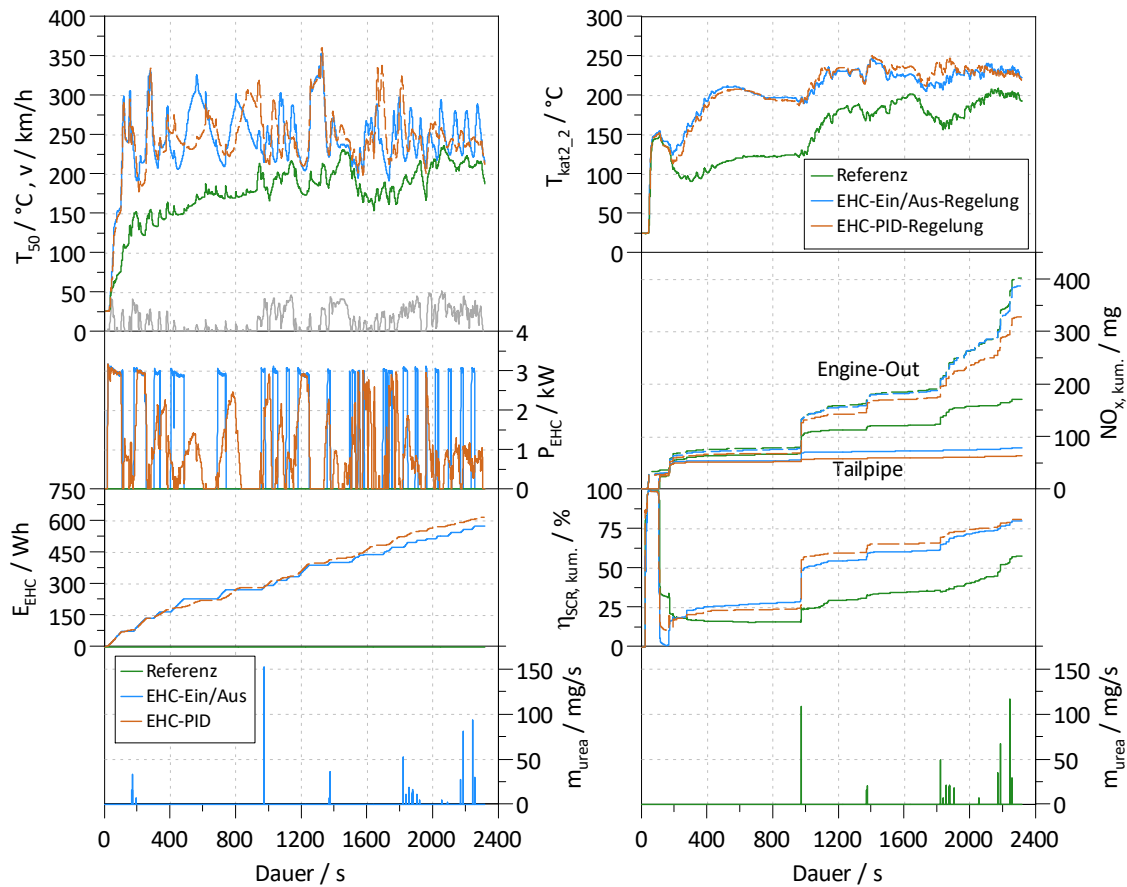 400
350
300
250
200
150
100
50
0
T50 / °C, v / km/h
4
3
2
1
0
PEHC / kW
750
600
450
300
150
0
EEHC / Wh
Referenz
EHC-Ein/Aus
EHC-PID
150
100
50
0
murea / mg/s
0 400 800 1200 1600 2000 2400
Dauer / s
300
250
200
150
100
50
0
Tkat2_2 / °C
Referenz
EHC-Ein/Aus-Regelung
EHC-PID-Regelung
400
300
200
100
0
NOx, kum. / mg
Engine-Out
Tailpipe
100
75
50
25
0
ηSCR, kum. / %
150
100
50
0
murea / mg/s
0 400 800 1200 1600 2000 2400
Dauer / s